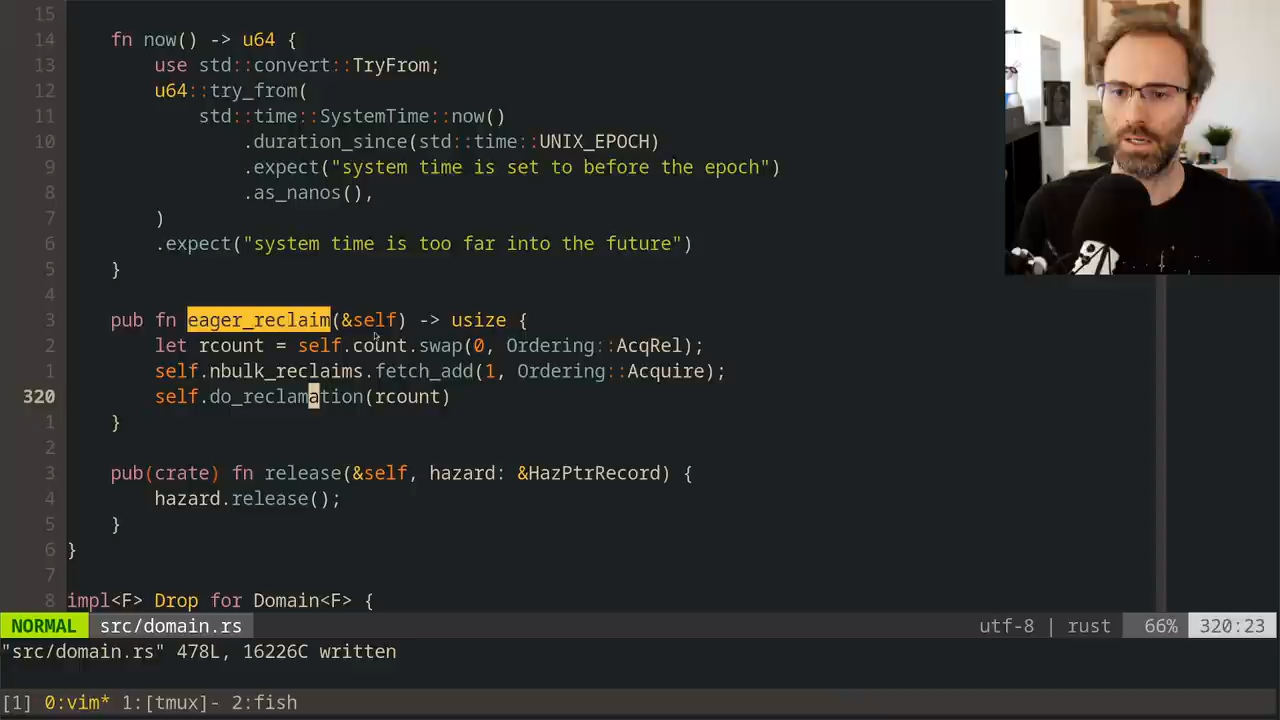 15
14     fn now() -> u64 {
13         use std::convert::TryFrom;
12         u64::try_from(
11             std::time::SystemTime::now()
10                 .duration_since(std::time::UNIX_EPOCH)
9                 .expect("system time is set to before the epoch")
8                 .as_nanos(),
7         )
6         .expect("system time is too far into the future")
5     }
4
3     pub fn eager_reclaim(&self) -> usize {
2         let rcount = self.count.swap(0, Ordering::AcqRel);
1         self.nbulk_reclaims.fetch_add(1, Ordering::Acquire);
320         self.do_reclamation(rcount)
1     }
2
3     pub(crate) fn release(&self, hazard: &HazPtrRecord) {
4         hazard.release();
5     }
6 }
7
8 impl<F> Drop for Domain<F> {
NORMAL src/domain.rs utf-8 | rust 66% 320:23
"src/domain.rs" 478L, 16226C written
[1] 0:vim* 1:[tmux]- 2:fish